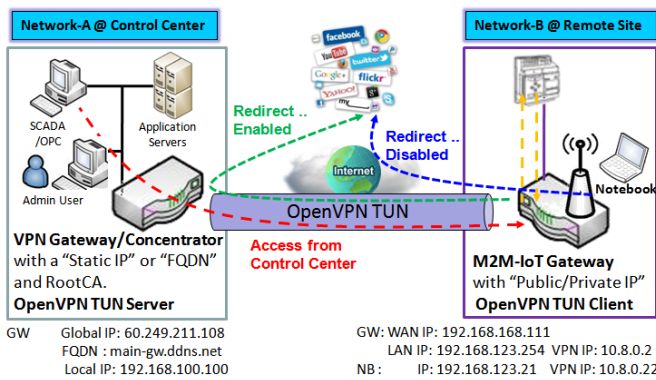 Network-A @ Control Center
Network-B @ Remote Site
facebook
YouTube
twitter
Google+
flickr
YAHOO!
my
SCADA
/OPC
Application
Servers
Admin User
Redirect ..
Enabled
Redirect ..
Disabled
Internet
Notebook
OpenVPN TUN
Access from
Control Center
VPN Gateway/Concentrator
with a “Static IP” or “FQDN”
and RootCA.
OpenVPN TUN Server
M2M-IoT Gateway
with “Public/Private IP”
OpenVPN TUN Client
GW Global IP: 60.249.211.108
FQDN : main-gw.ddns.net
Local IP: 192.168.100.100
GW: WAN IP: 192.168.168.111
LAN IP: 192.168.123.254 VPN IP: 10.8.0.2
NB : IP: 192.168.123.21 VPN IP: 10.8.0.22